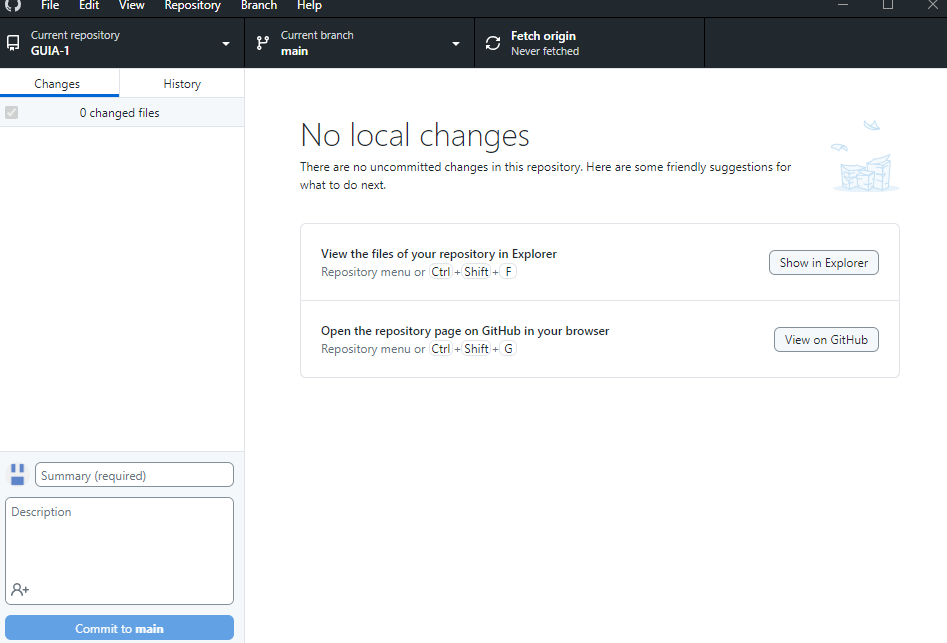 File Edit View Repository Branch Help
Current repository
GUIA-1
Current branch
main
Fetch origin
Never fetched
Changes
History
0 changed files
No local changes
There are no uncommitted changes in this repository. Here are some friendly suggestions for
what to do next.
View the files of your repository in Explorer
Repository menu or Ctrl + Shift + F
Show in Explorer
Open the repository page on GitHub in your browser
Repository menu or Ctrl + Shift + G
View on GitHub
Summary (required)
Description
Commit to main